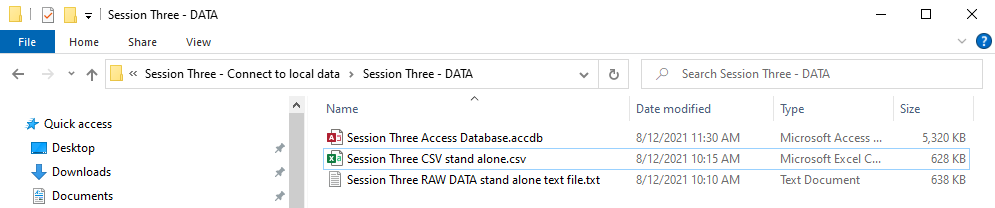 Session Three - DATA
File Home Share View
« Session Three - Connect to local data › Session Three - DATA Search Session Three - DATA
Name Date modified Type Size
Quick access
Session Three Access Database.accdb 8/12/2021 11:30 AM Microsoft Access ... 5,320 KB
Desktop
Session Three CSV stand alone.csv 8/12/2021 10:15 AM Microsoft Excel C... 628 KB
Downloads
Session Three RAW DATA stand alone text file.txt 8/12/2021 10:10 AM Text Document 638 KB
Documents